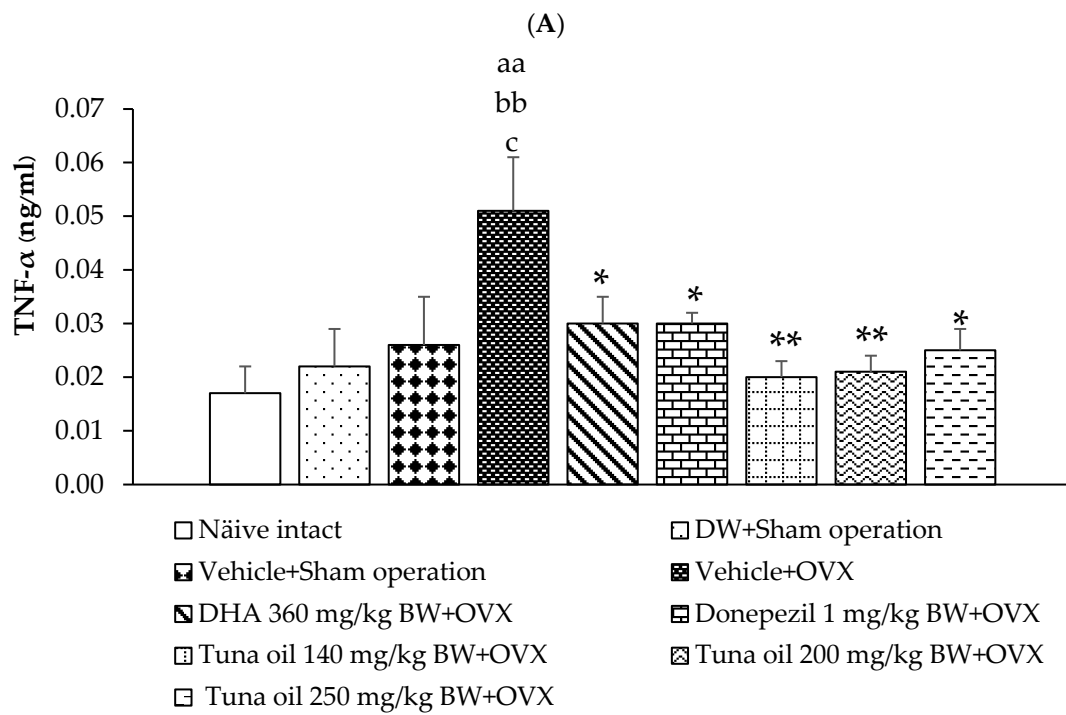 (A)
aa
bb
c
0.07
0.06
0.05
0.04
0.03
0.02
0.01
0.00
TNF-α (ng/ml)
*
*
**
**
*
Näive intact
DW+Sham operation
Vehicle+Sham operation
Vehicle+OVX
DHA 360 mg/kg BW+OVX
Donepezil 1 mg/kg BW+OVX
Tuna oil 140 mg/kg BW+OVX
Tuna oil 200 mg/kg BW+OVX
Tuna oil 250 mg/kg BW+OVX